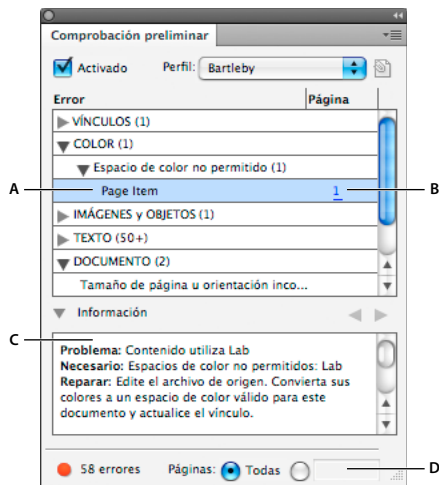 Comprobación preliminar
Activado Perfil: Bartleby
Error Página
VÍNCULOS (1)
COLOR (1)
Espacio de color no permitido (1)
A Page Item 1 B
IMÁGENES y OBJETOS (1)
TEXTO (50+)
DOCUMENTO (2)
Tamaño de página u orientación inco...
Información
C
Problema: Contenido utiliza Lab
Necesario: Espacios de color no permitidos: Lab
Reparar: Edite el archivo de origen. Convierta sus
colores a un espacio de color válido para este
documento y actualice el vínculo.
58 errores Páginas: Todas D